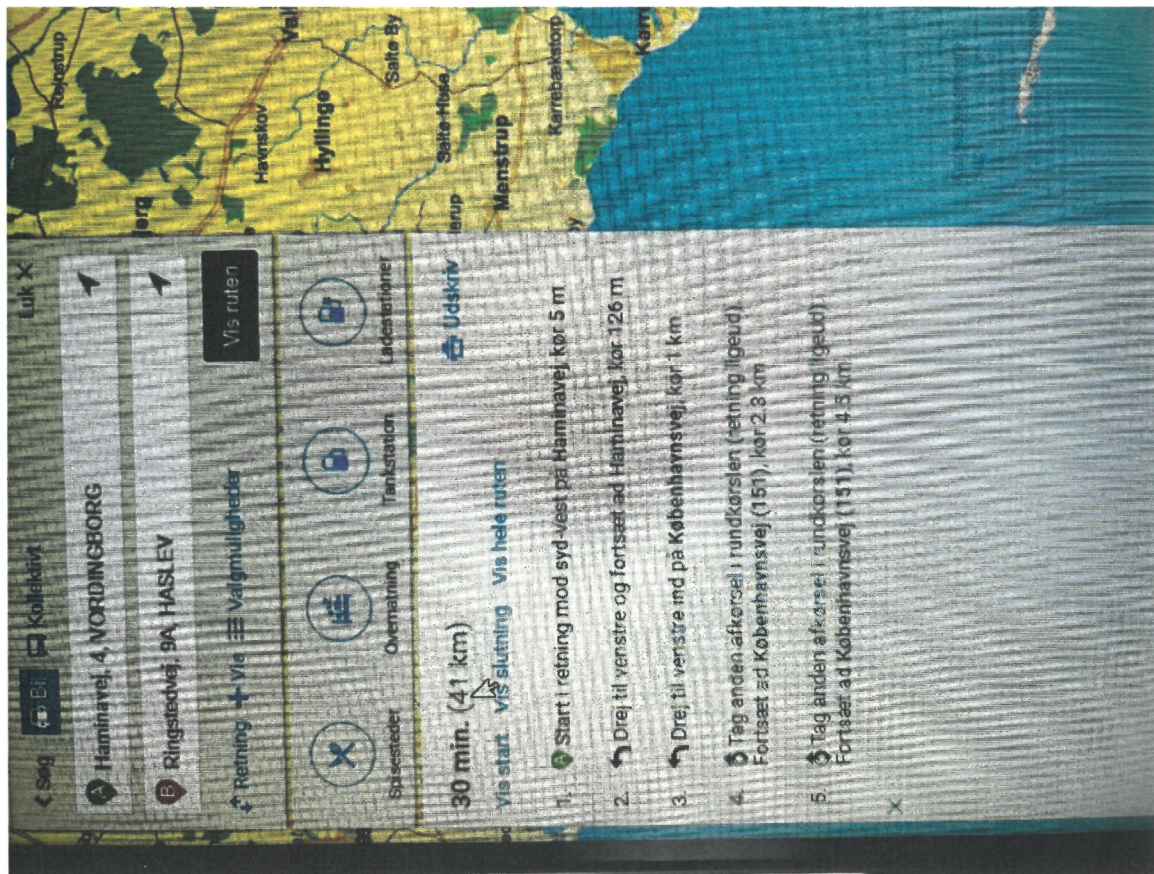 < Søg
Bil
Kollektivt
Luk ✕
A Haminavej, 4, VORDINGBORG
B Ringstedvej, 9A, HASLEV
Retning + Via Valgmuligheder
Vis ruten
Spisesteder
Overnatning
Tankstation
Ladestationer
30 min. (41 km)
Udskriv
Vis start Vis slutning Vis hele ruten
1. A Start i retning mod syd-vest på Haminavej, kør 5 m
2. Drej til venstre og fortsæt ad Haminavej, kør 126 m
3. Drej til venstre ind på Københavnsvej, kør 1 km
4. Tag anden afkørsel i rundkørslen (retning ligeud).
Fortsæt ad Københavnsvej (151), kør 2.3 km
5. Tag anden afkørsel i rundkørslen (retning ligeud)
Fortsæt ad Københavnsvej (151), kør 4.5 km
Rejnstrup
Havnskov
Hyllinge
Saltø By
Saltø Huse
Menstrup
Karrebækstorp